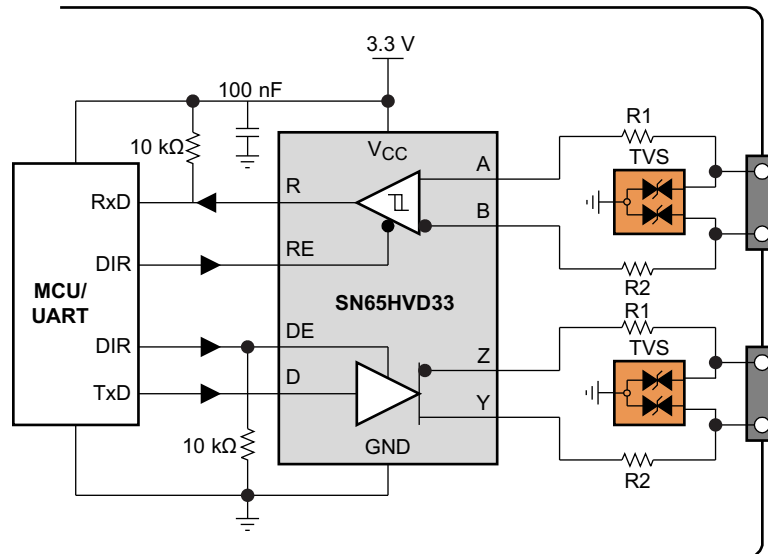 3.3 V
100 nF
10 kΩ
R1
TVS
VCC
A
RxD
R
B
DIR
RE
R2
MCU/
UART
SN65HVD33
R1
TVS
DIR
DE
Z
TxD
D
Y
10 kΩ
GND
R2